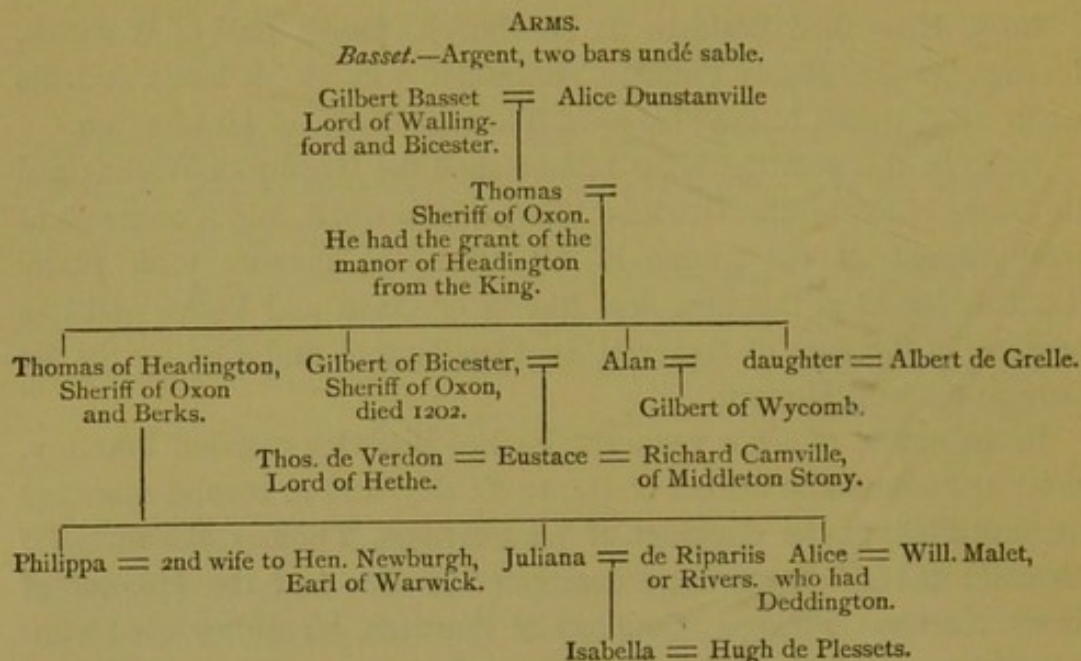 ARMS.
Basset.—Argent, two bars undé sable.
Gilbert Basset = Alice Dunstanville
Lord of Walling-
ford and Bicester.
Thomas =
Sheriff of Oxon.
He had the grant of the
manor of Headington
from the King.
Thomas of Headington,
Sheriff of Oxon
and Berks.
Gilbert of Bicester, =
Sheriff of Oxon,
died 1202.
Alan =
daughter = Albert de Grelle.
Gilbert of Wycomb.
Thos. de Verdon = Eustace = Richard Camville,
Lord of Hethe.
of Middleton Stony.
Philippa = 2nd wife to Hen. Newburgh,
Earl of Warwick.
Juliana = de Ripariis
or Rivers.
Alice = Will. Malet,
who had
Deddington.
Isabella = Hugh de Plessets.